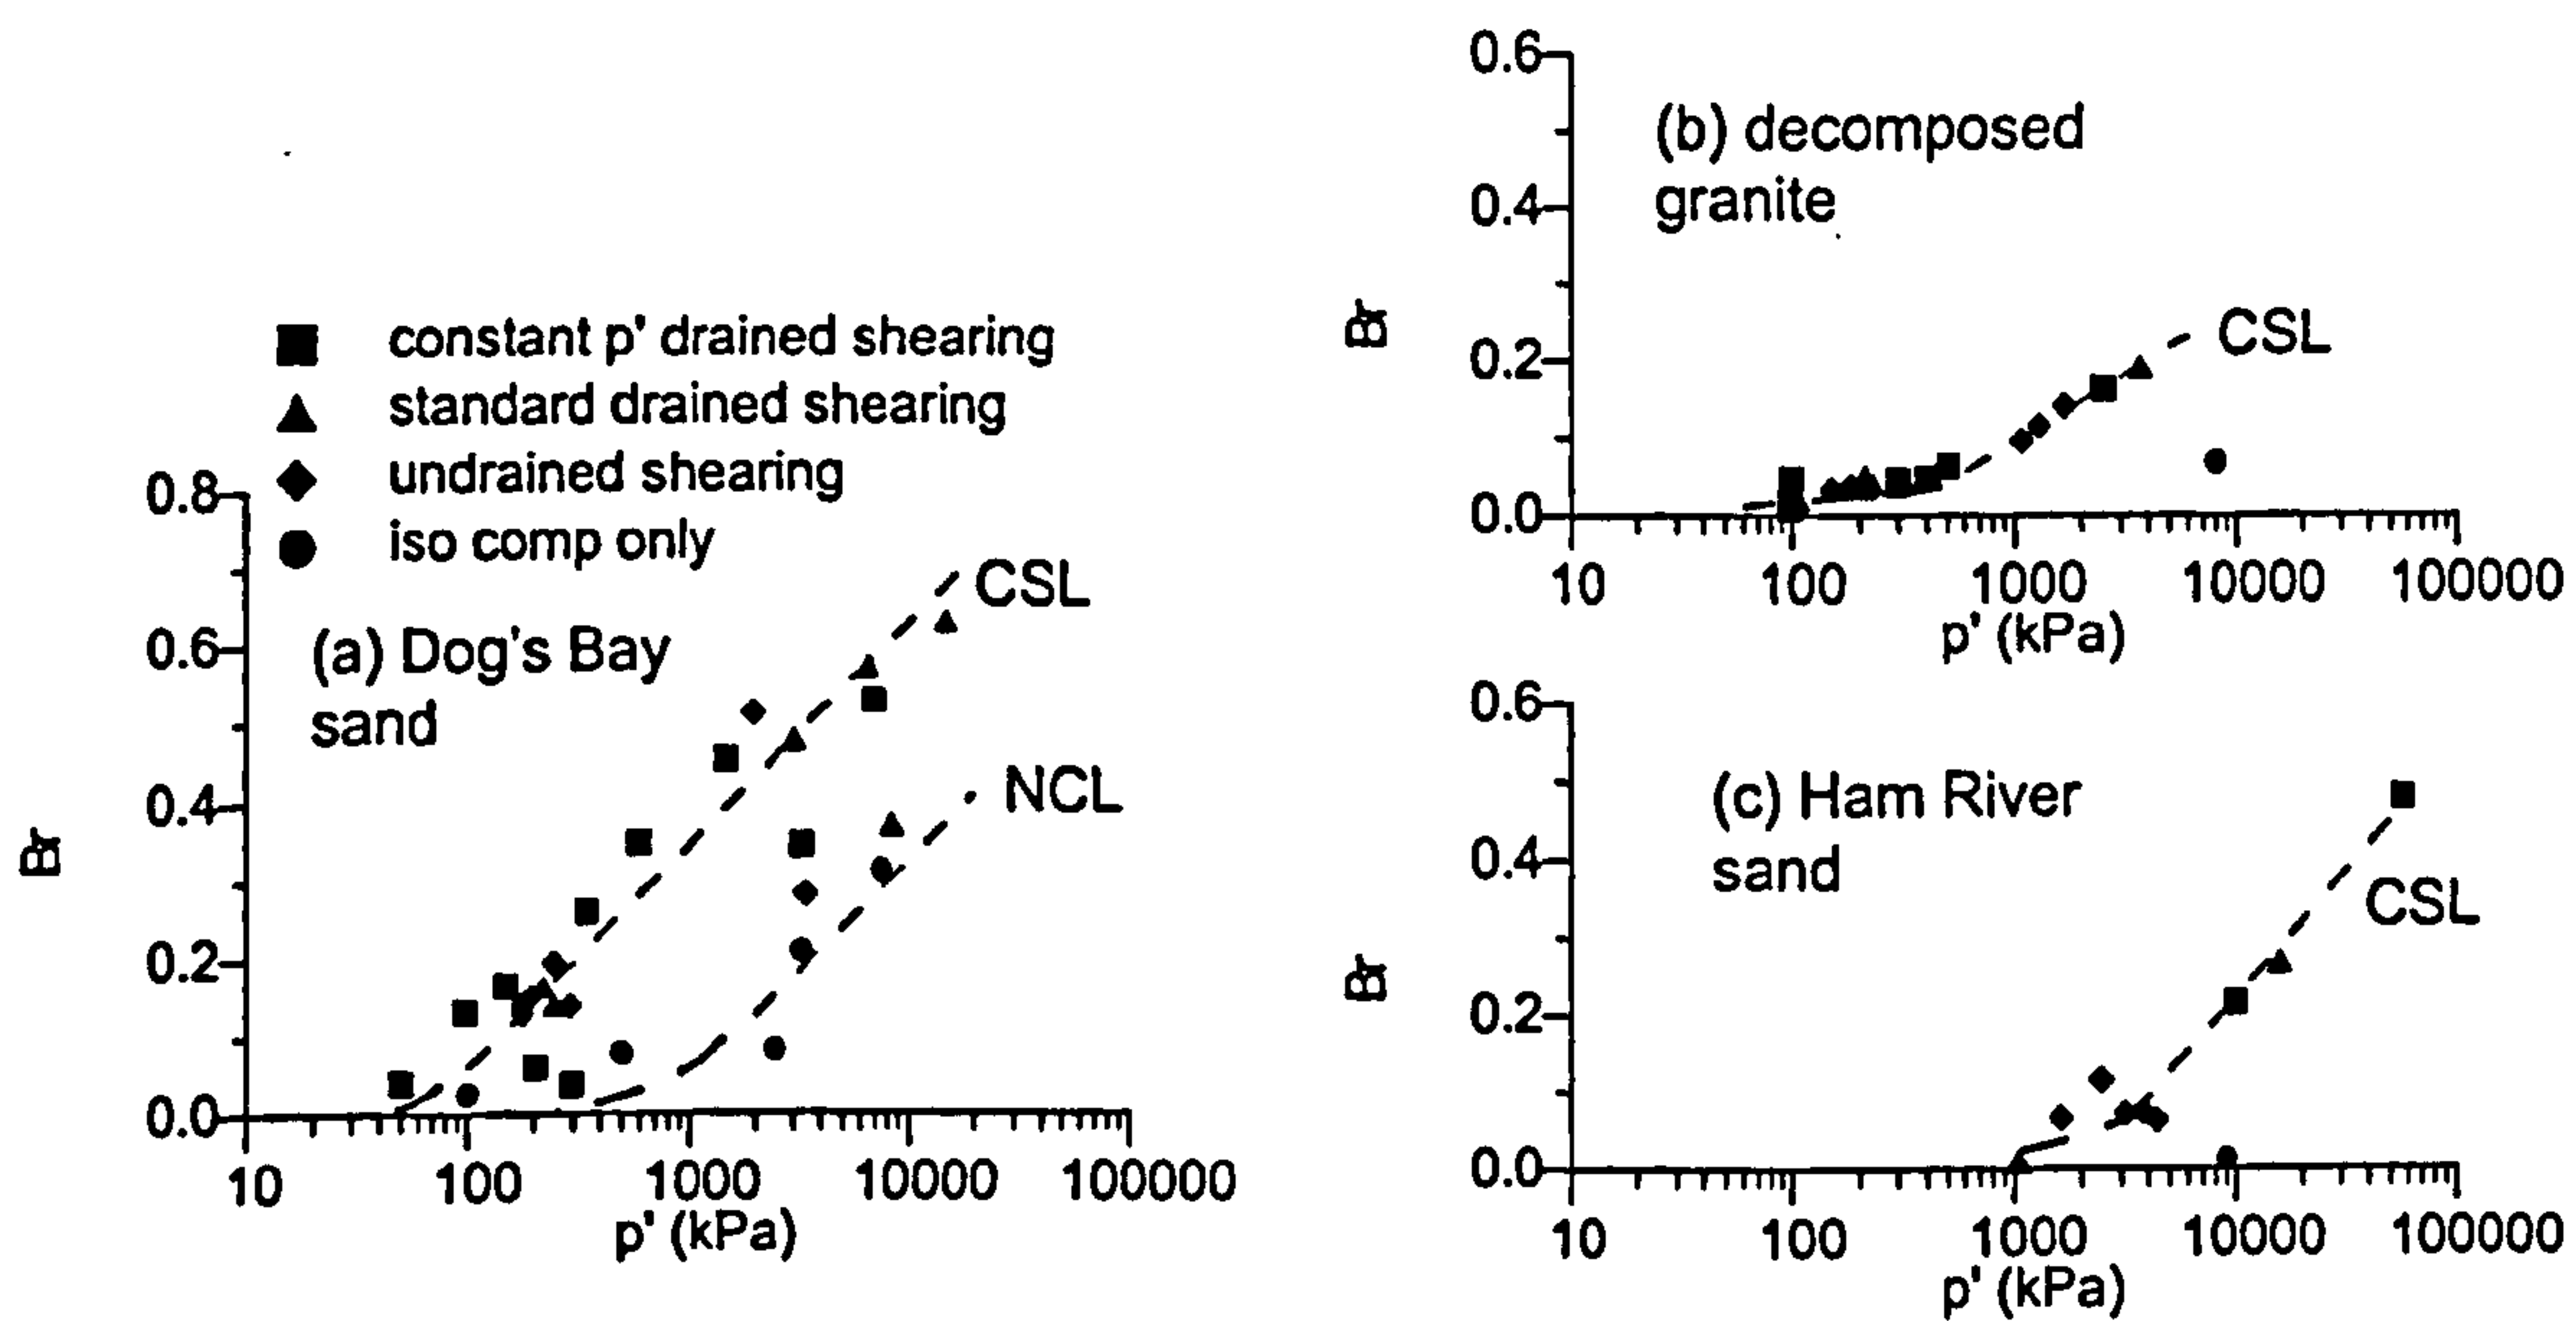 constant p' drained shearing
standard drained shearing
undrained shearing
iso comp only
0.8
0.6
0.4
0.2
0.0
Br
(a) Dog's Bay
sand
CSL
NCL
10 100 1000 10000 100000
p' (kPa)
0.6
0.4
0.2
0.0
Br
(b) decomposed
granite
CSL
10 100 1000 10000 100000
p' (kPa)
0.6
0.4
0.2
0.0
Br
(c) Ham River
sand
CSL
10 100 1000 10000 100000
p' (kPa)